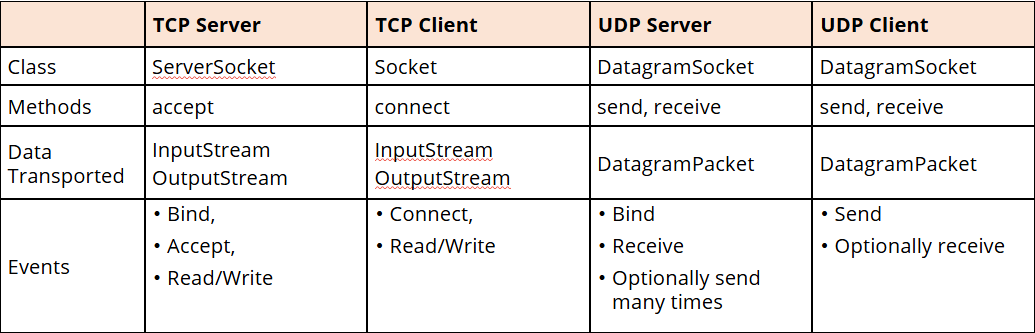 TCP Server TCP Client UDP Server UDP Client
Class ServerSocket Socket DatagramSocket DatagramSocket
Methods accept connect send, receive send, receive
Data
Transported
InputStream
OutputStream
InputStream
OutputStream
DatagramPacket
DatagramPacket
Events
• Bind,
• Accept,
• Read/Write
• Connect,
• Read/Write
• Bind
• Receive
• Optionally send
many times
• Send
• Optionally receive